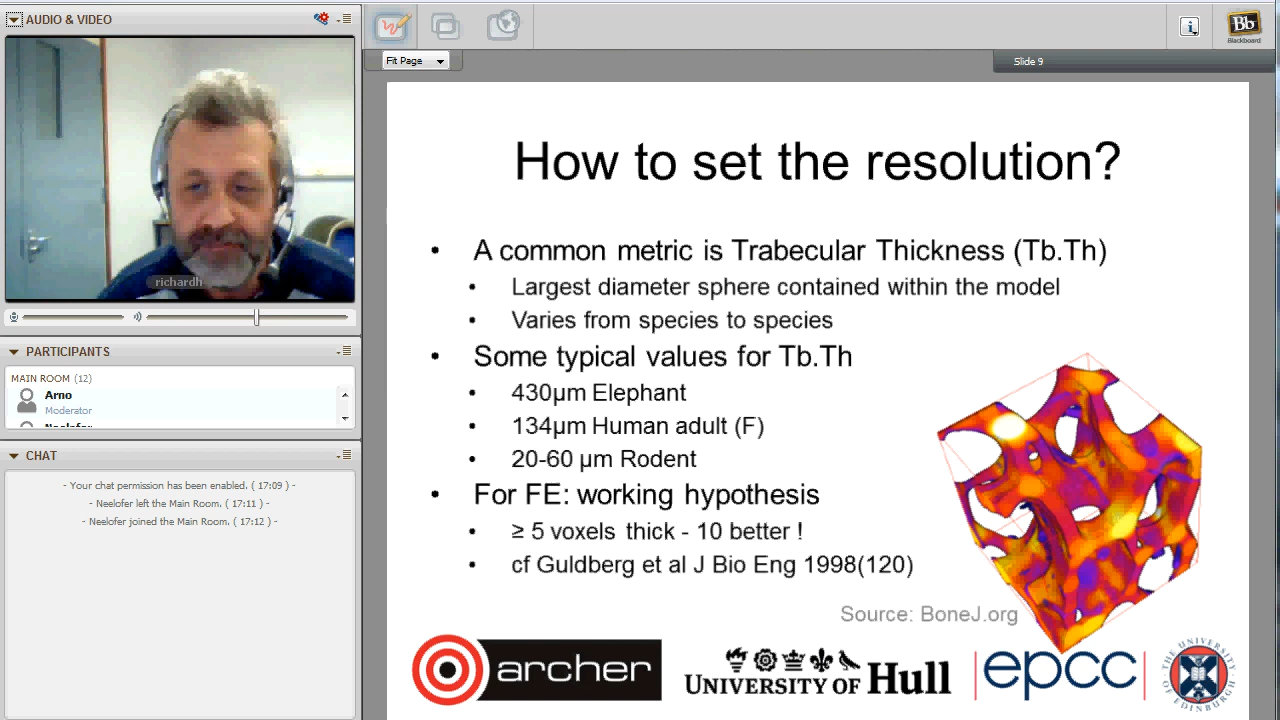 AUDIO & VIDEO
richardh
PARTICIPANTS
MAIN ROOM (12)
Arno
Moderator
CHAT
- Your chat permission has been enabled. ( 17:09 ) -
- Neelofer left the Main Room. ( 17:11 ) -
- Neelofer joined the Main Room. ( 17:12 ) -
Bb
Blackboard
Fit Page
Slide 9
How to set the resolution?
• A common metric is Trabecular Thickness (Tb.Th)
• Largest diameter sphere contained within the model
• Varies from species to species
• Some typical values for Tb.Th
• 430µm Elephant
• 134µm Human adult (F)
• 20-60 µm Rodent
• For FE: working hypothesis
• ≥ 5 voxels thick - 10 better !
• cf Guldberg et al J Bio Eng 1998(120)
Source: BoneJ.org
archer
UNIVERSITY OF Hull
epcc